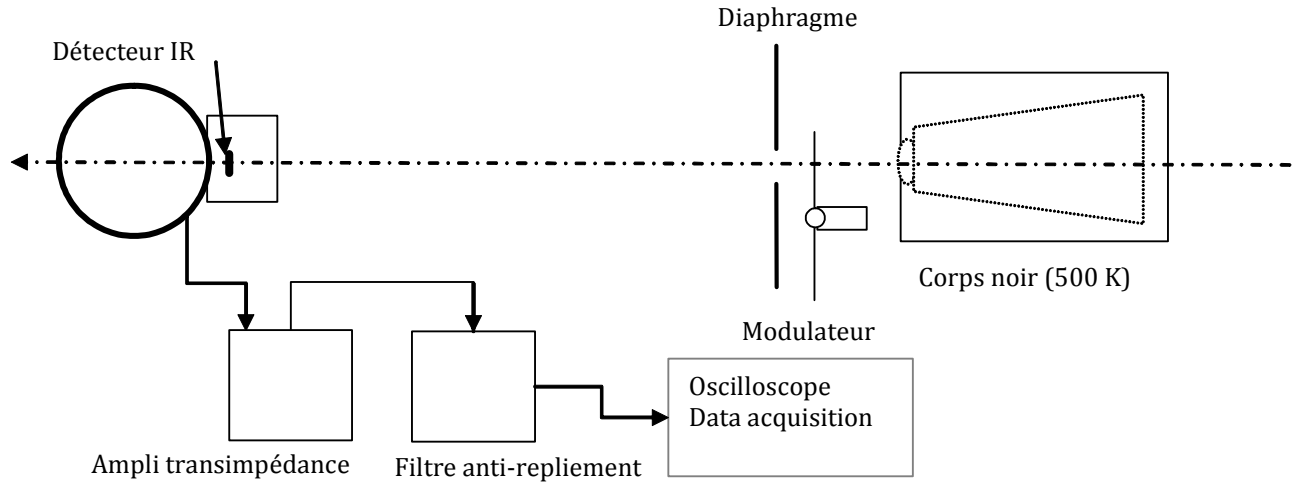 Diaphragme
Détecteur IR
Corps noir (500 K)
Modulateur
Oscilloscope
Data acquisition
Ampli transimpédance
Filtre anti-repliement